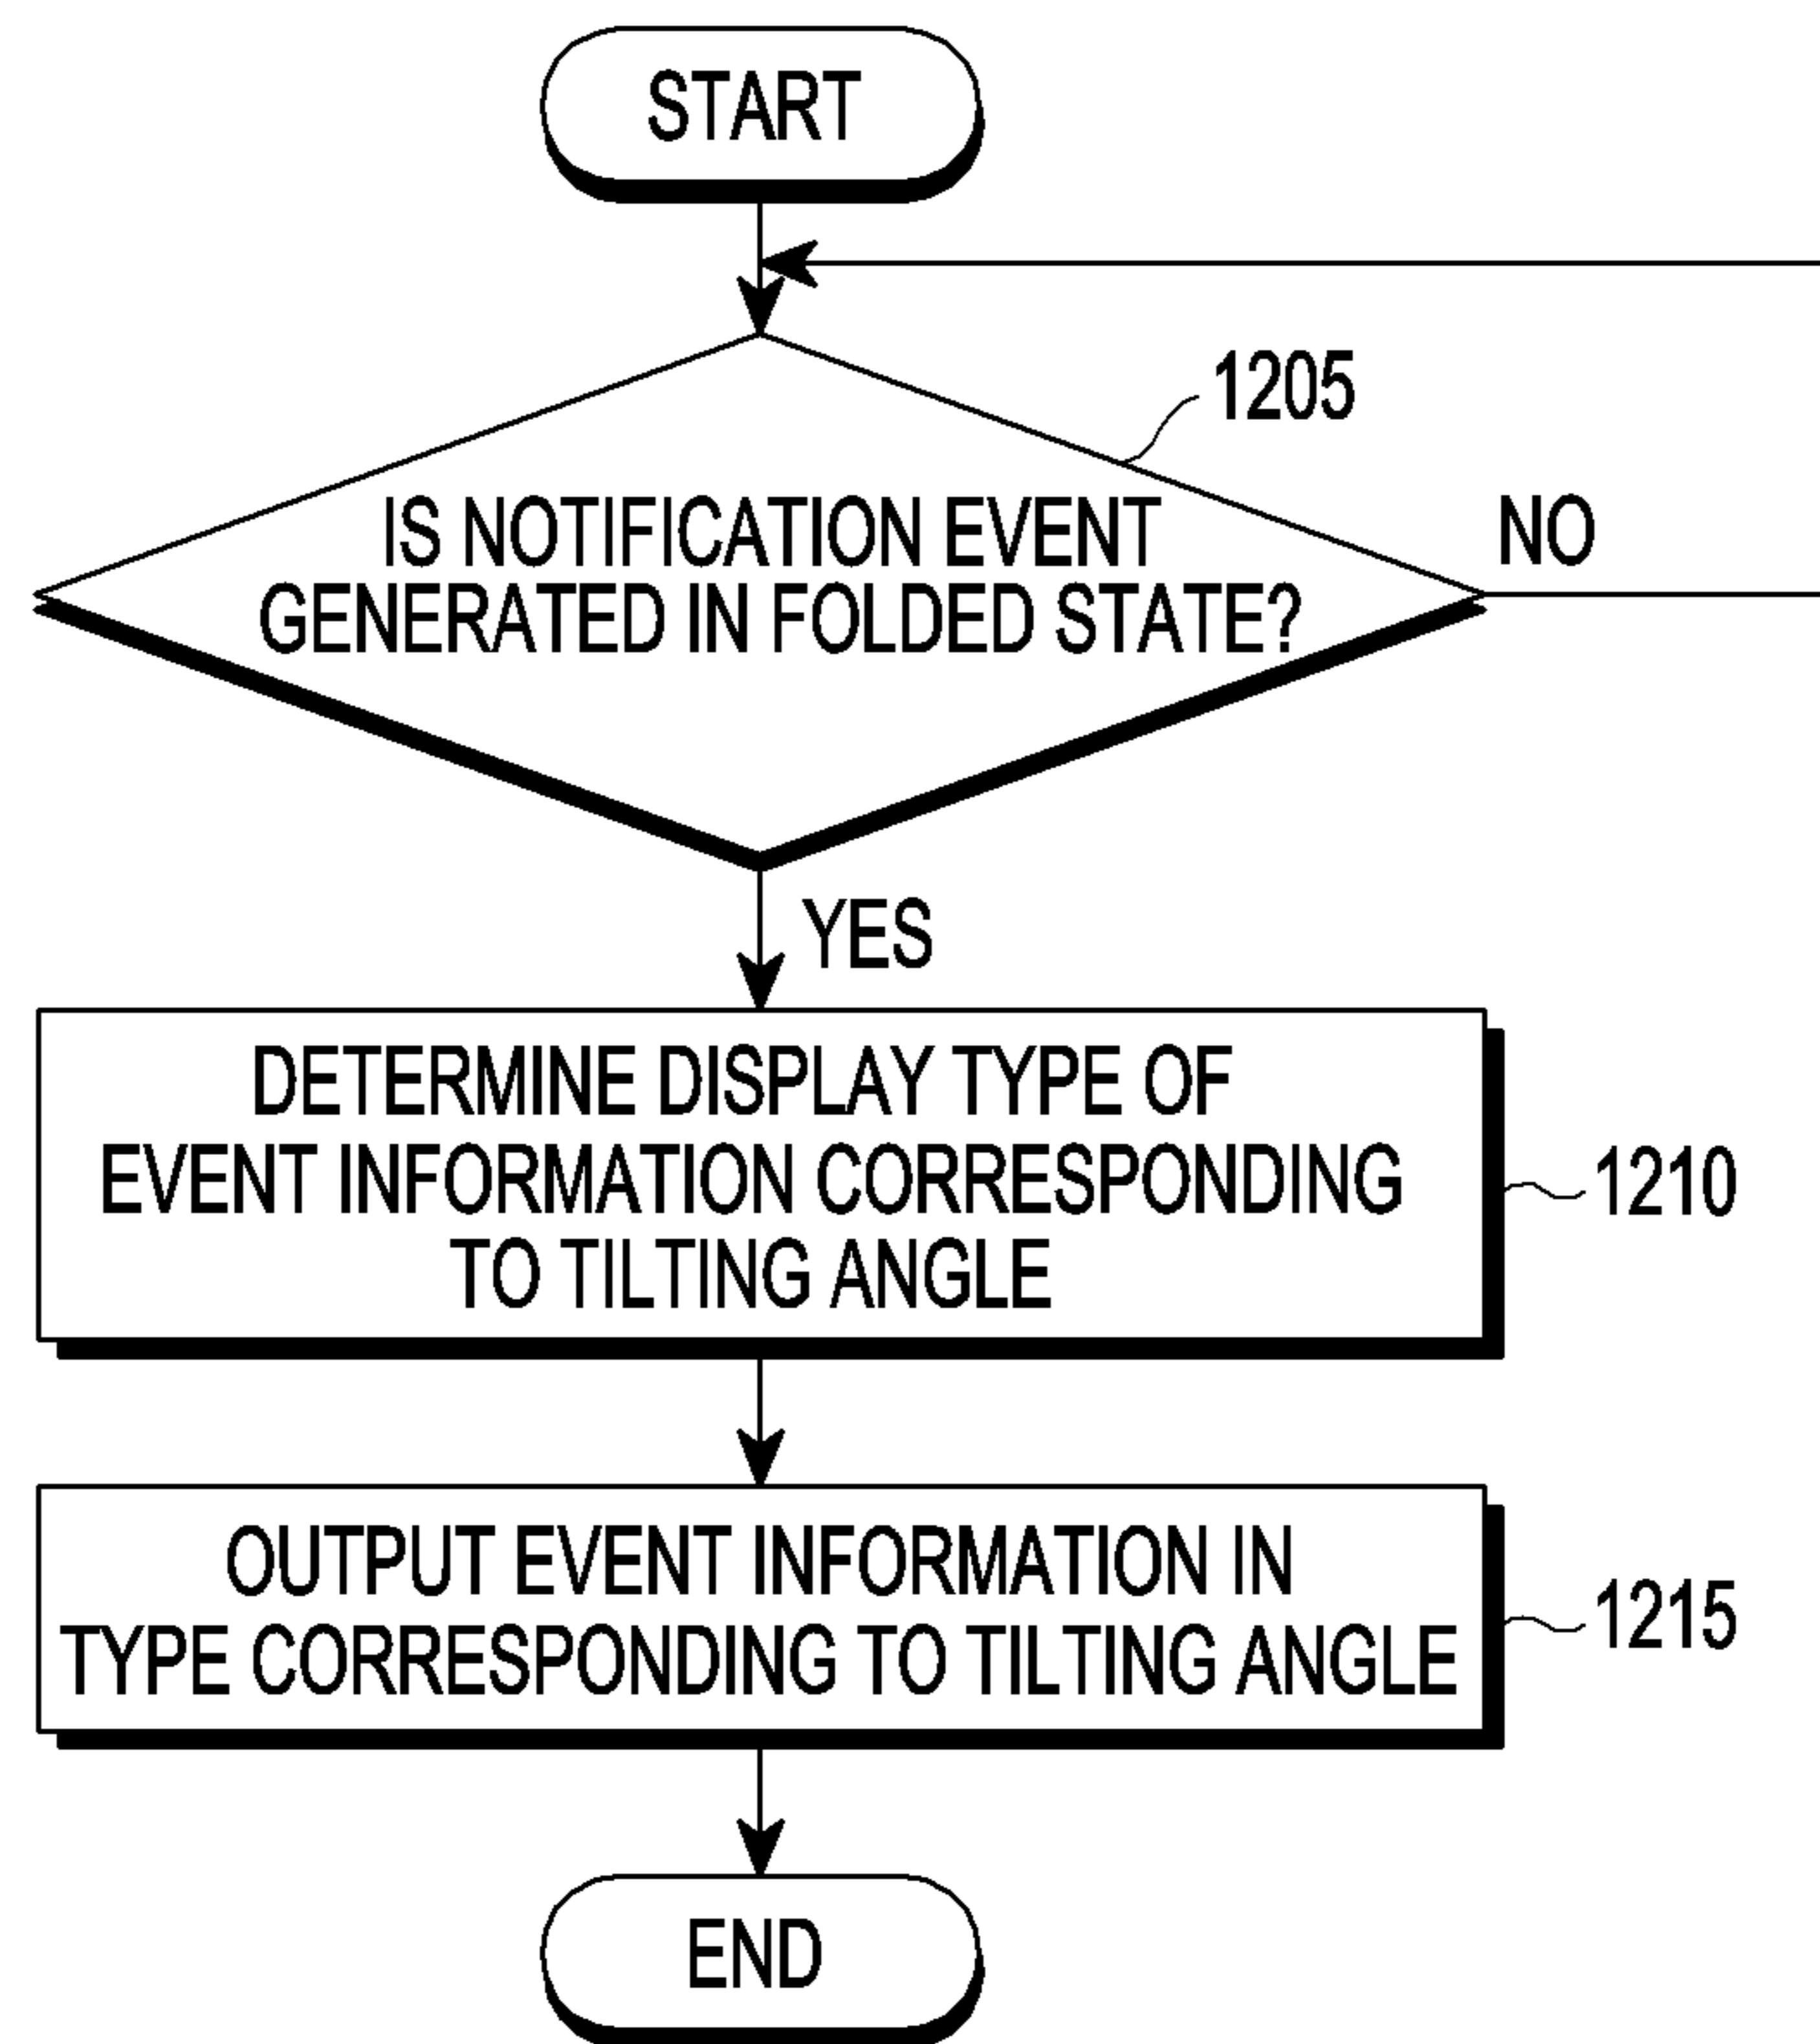 START
1205
IS NOTIFICATION EVENT
GENERATED IN FOLDED STATE?
NO
YES
DETERMINE DISPLAY TYPE OF
EVENT INFORMATION CORRESPONDING
TO TILTING ANGLE
1210
OUTPUT EVENT INFORMATION IN
TYPE CORRESPONDING TO TILTING ANGLE
1215
END